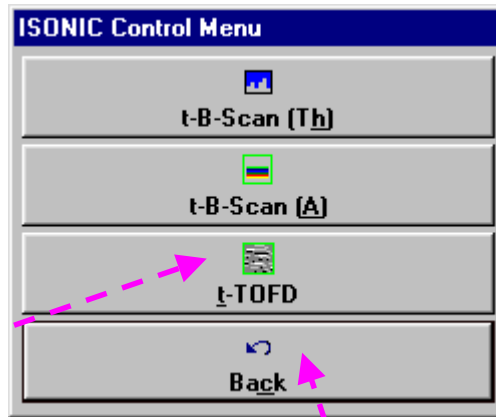 ISONIC Control Menu
t-B-Scan (Th)
t-B-Scan (A)
t-TOFD
Back